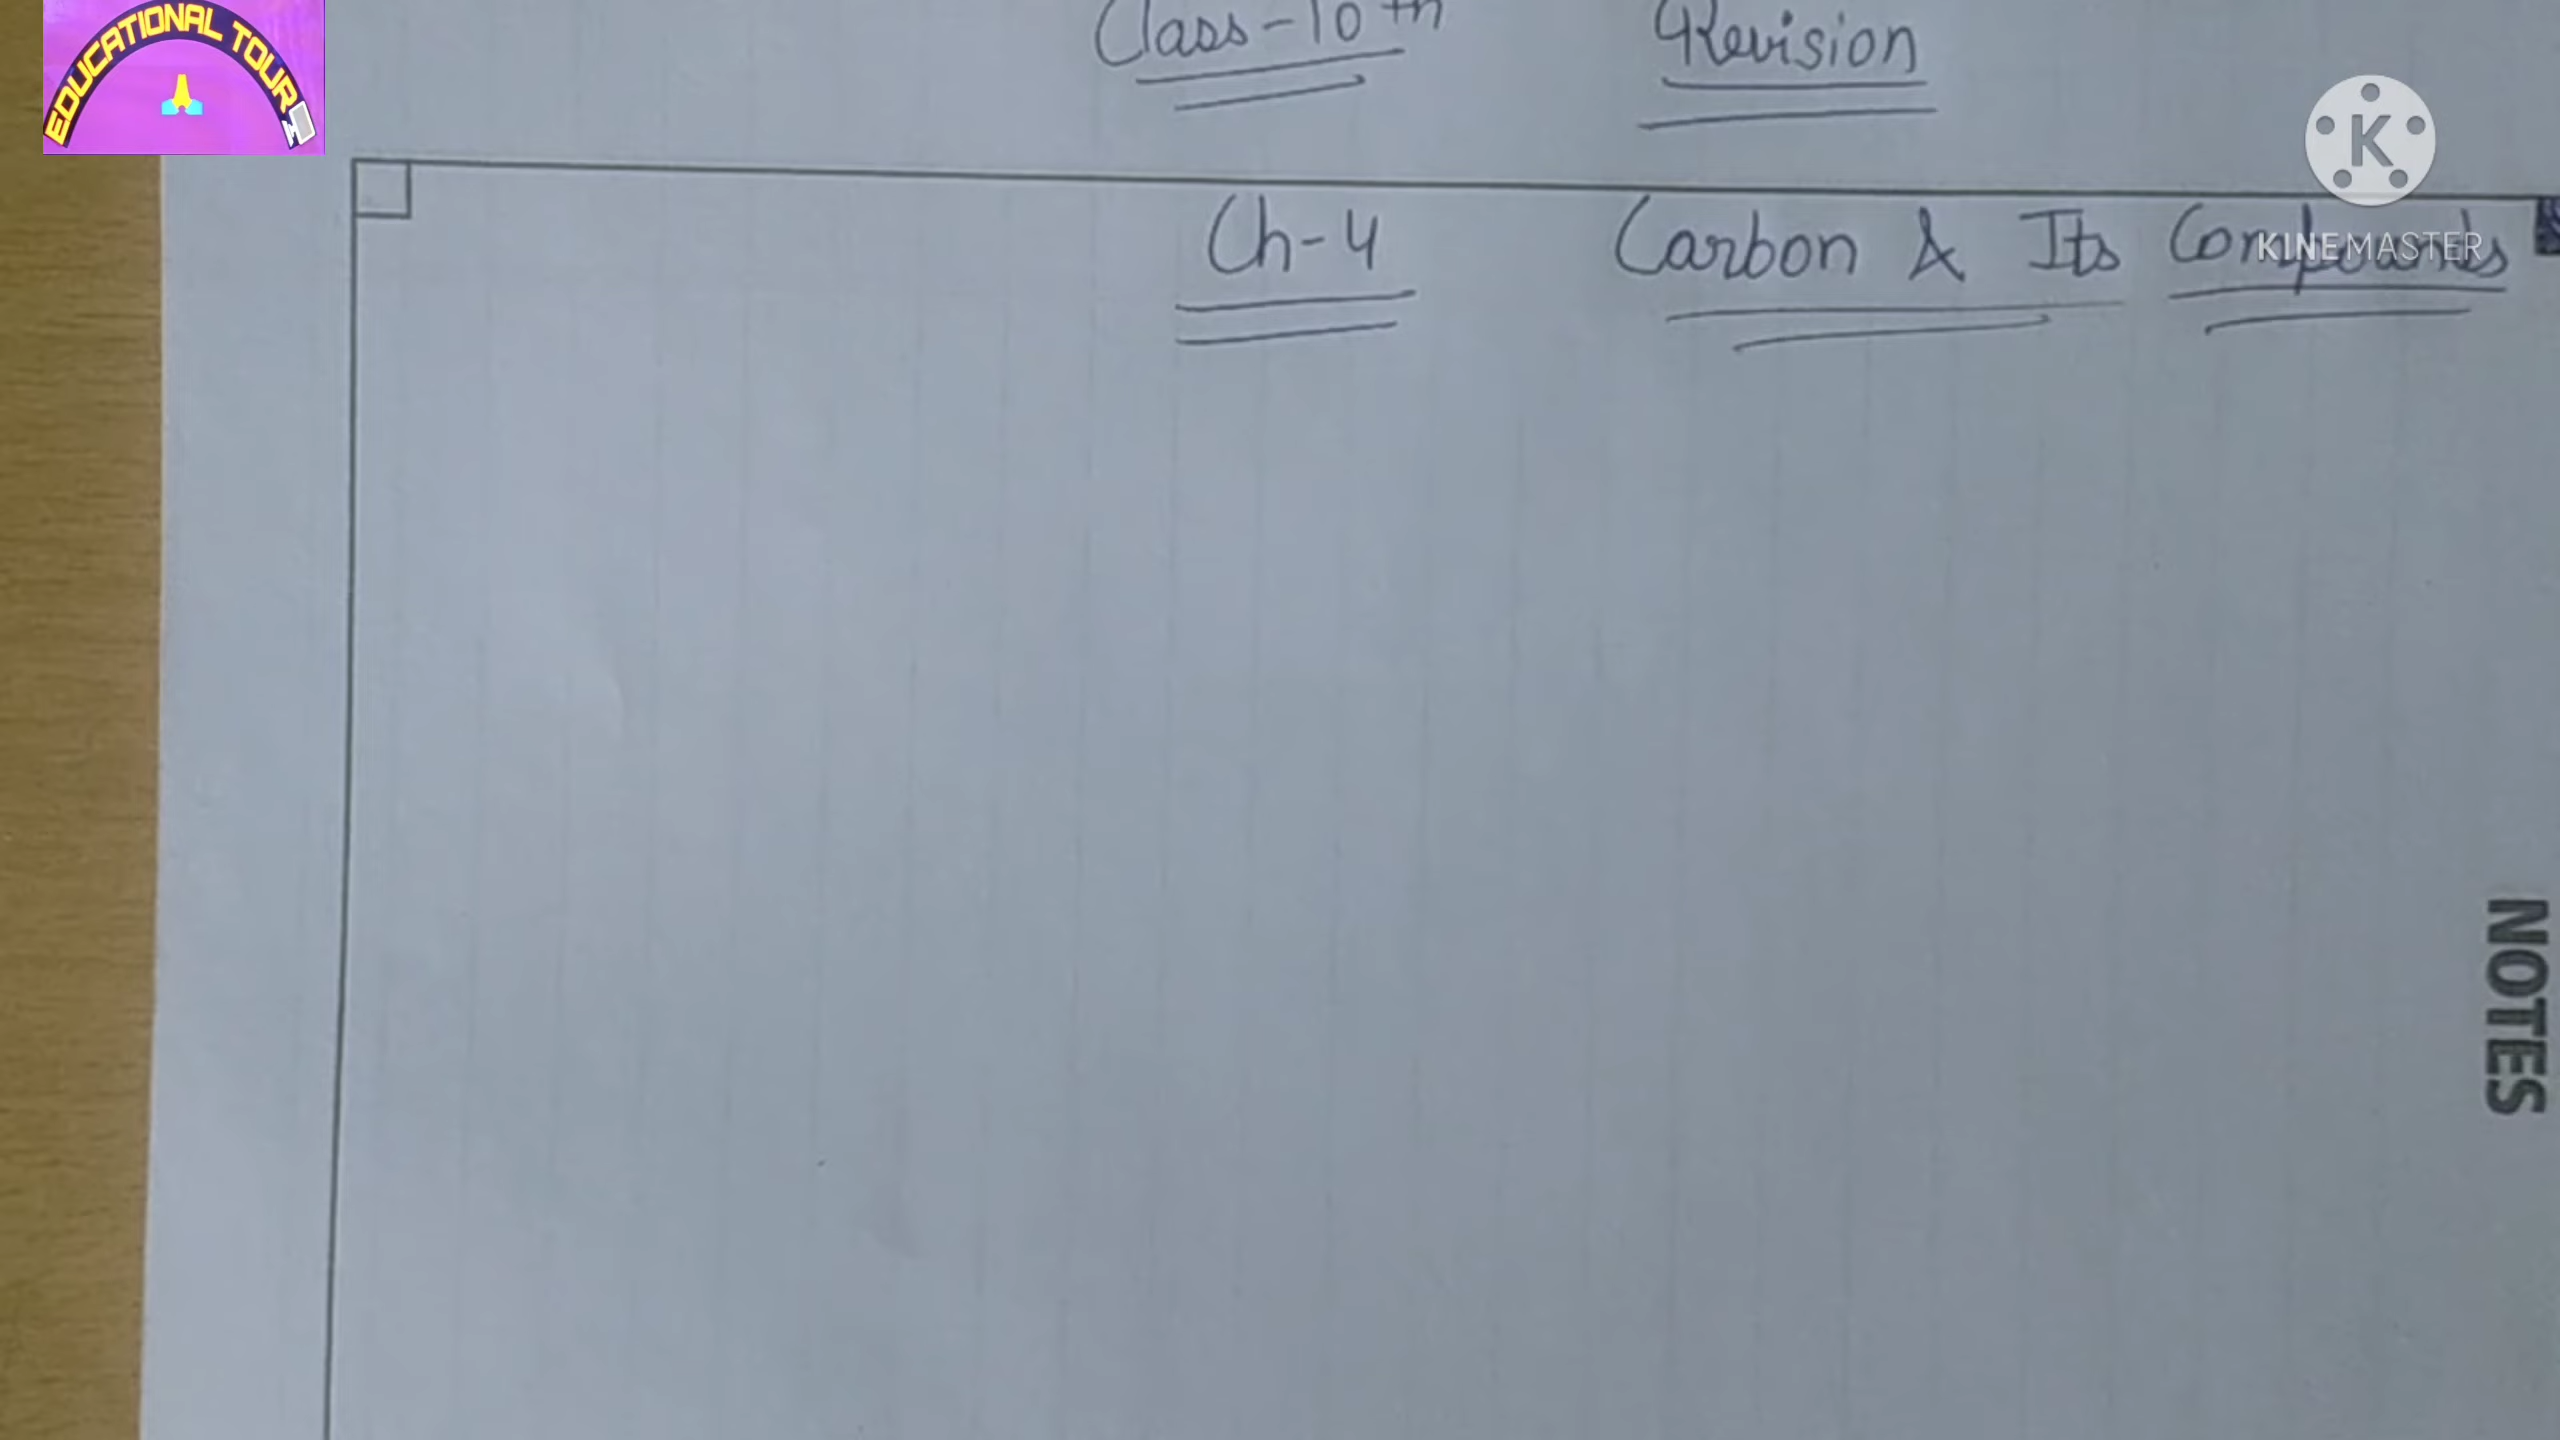 EDUCATIONAL TOUR
Class-10th Revision
K
Ch-4 Carbon & Its Compounds
KINEMASTER
NOTES